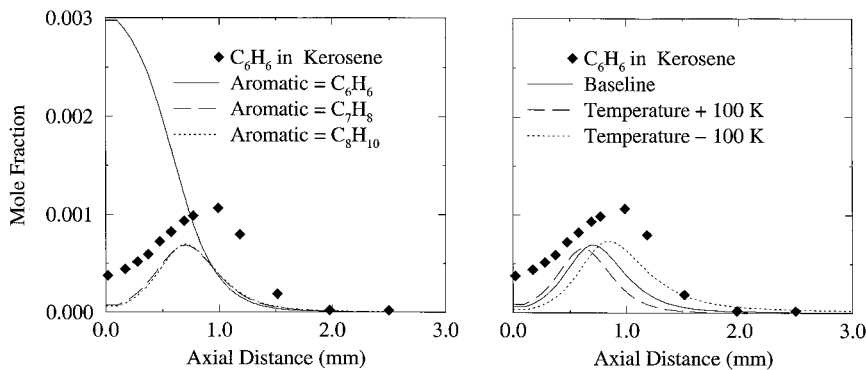 Mole Fraction
0.003
0.002
0.001
0.000
C₆H₆ in Kerosene
Aromatic = C₆H₆
Aromatic = C₇H₈
Aromatic = C₈H₁₀
0.0 1.0 2.0 3.0
Axial Distance (mm)
C₆H₆ in Kerosene
Baseline
Temperature + 100 K
Temperature − 100 K
0.0 1.0 2.0 3.0
Axial Distance (mm)